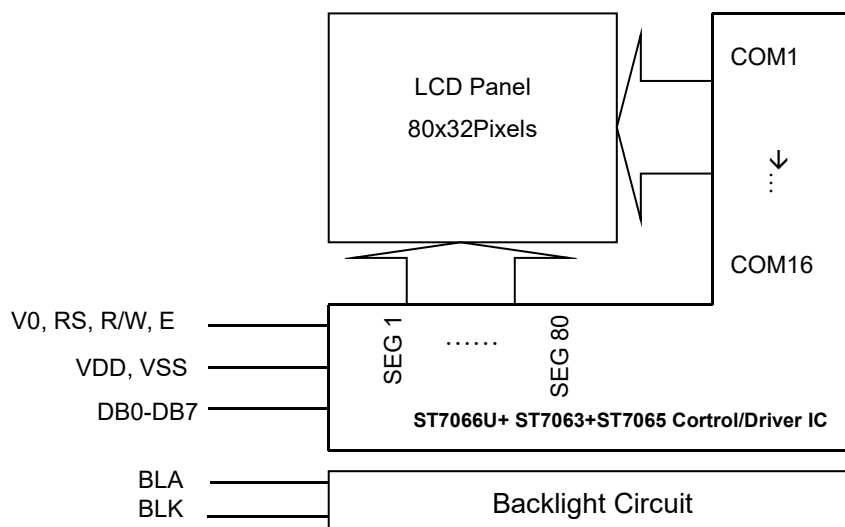 LCD Panel
80x32Pixels
COM1
...
COM16
V0, RS, R/W, E
VDD, VSS
DB0-DB7
SEG 1
......
SEG 80
ST7066U+ ST7063+ST7065 Cortrol/Driver IC
BLA
BLK
Backlight Circuit